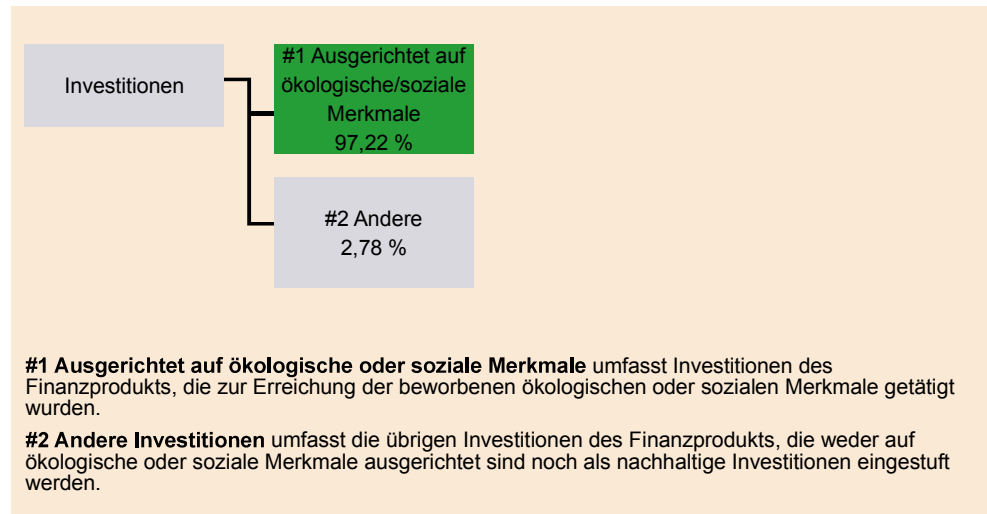 Investitionen
#1 Ausgerichtet auf
ökologische/soziale
Merkmale
97,22 %
#2 Andere
2,78 %
#1 Ausgerichtet auf ökologische oder soziale Merkmale umfasst Investitionen des
Finanzprodukts, die zur Erreichung der beworbenen ökologischen oder sozialen Merkmale getätigt
wurden.
#2 Andere Investitionen umfasst die übrigen Investitionen des Finanzprodukts, die weder auf
ökologische oder soziale Merkmale ausgerichtet sind noch als nachhaltige Investitionen eingestuft
werden.